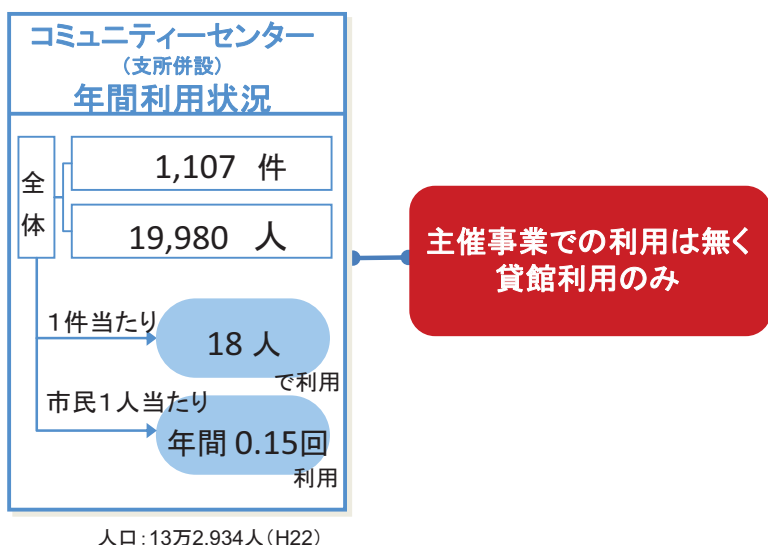 コミュニティーセンター
（支所併設）
年間利用状況
全体
1,107 件
19,980 人
主催事業での利用は無く
貸館利用のみ
1件当たり
18 人
で利用
市民1人当たり
年間 0.15回
利用
人口：13万2,934人（H22）